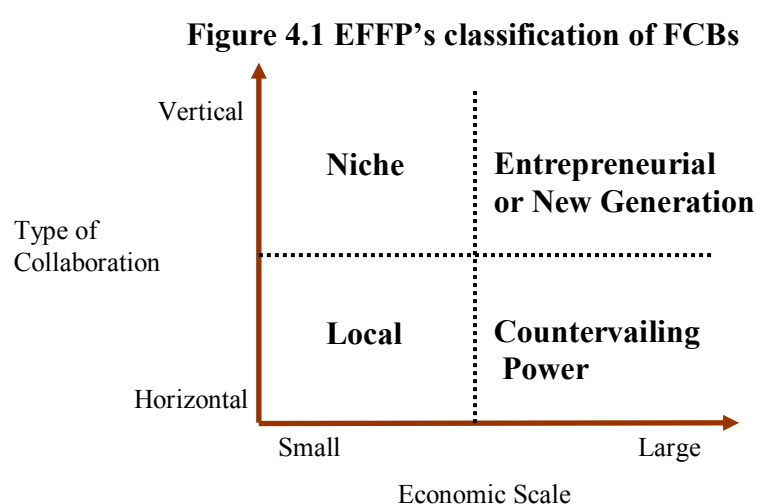 Figure 4.1 EFFP's classification of FCBs
Vertical
Niche
Entrepreneurial
or New Generation
Type of
Collaboration
Local
Countervailing
Power
Horizontal
Small
Large
Economic Scale